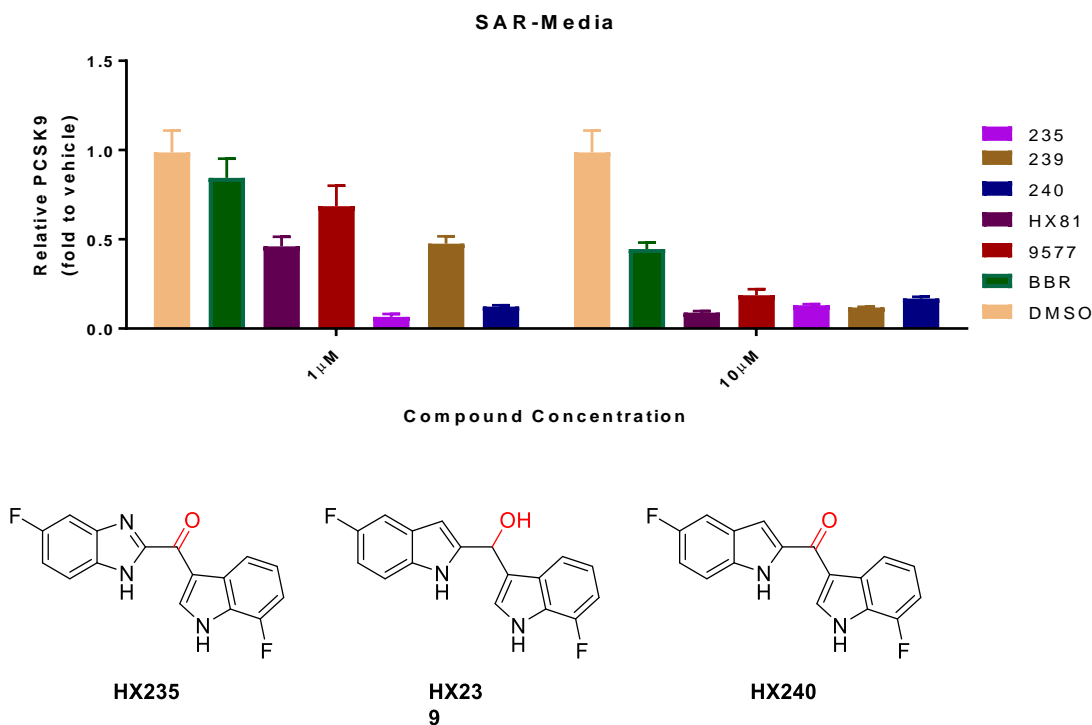 SAR-Media
Relative PCSK9
(fold to vehicle)
1.5
1.0
0.5
0.0
1μM
10μM
Compound Concentration
235
239
240
HX81
9577
BBR
DMSO
F
N
O
N
H
N
H
F
HX235
F
OH
N
H
N
H
F
HX23
9
F
O
N
H
N
H
F
HX240